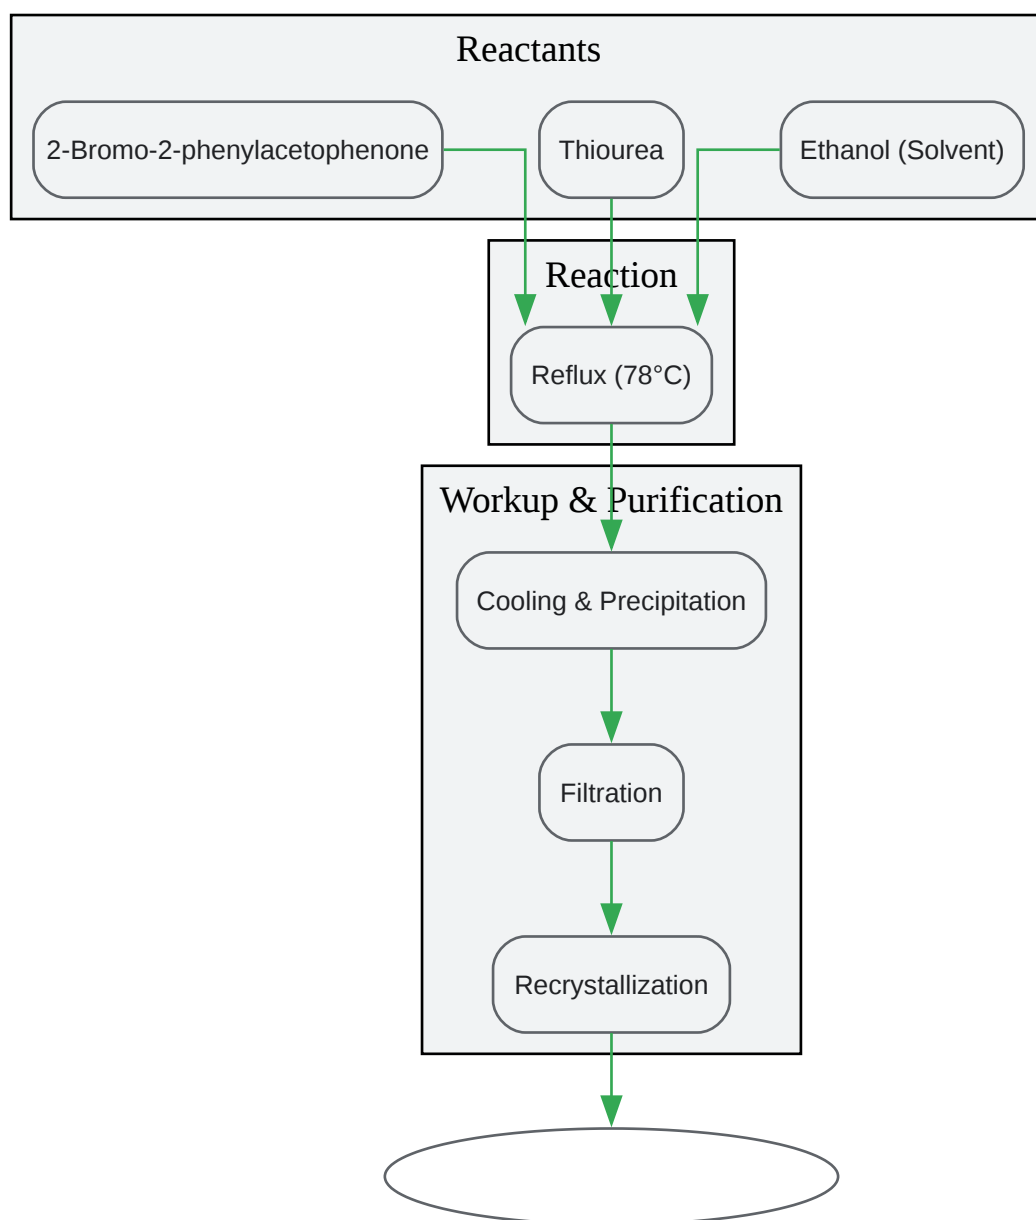 Reactants
2-Bromo-2-phenylacetophenone
Thiourea
Ethanol (Solvent)
Reaction
Reflux (78°C)
Workup & Purification
Cooling & Precipitation
Filtration
Recrystallization